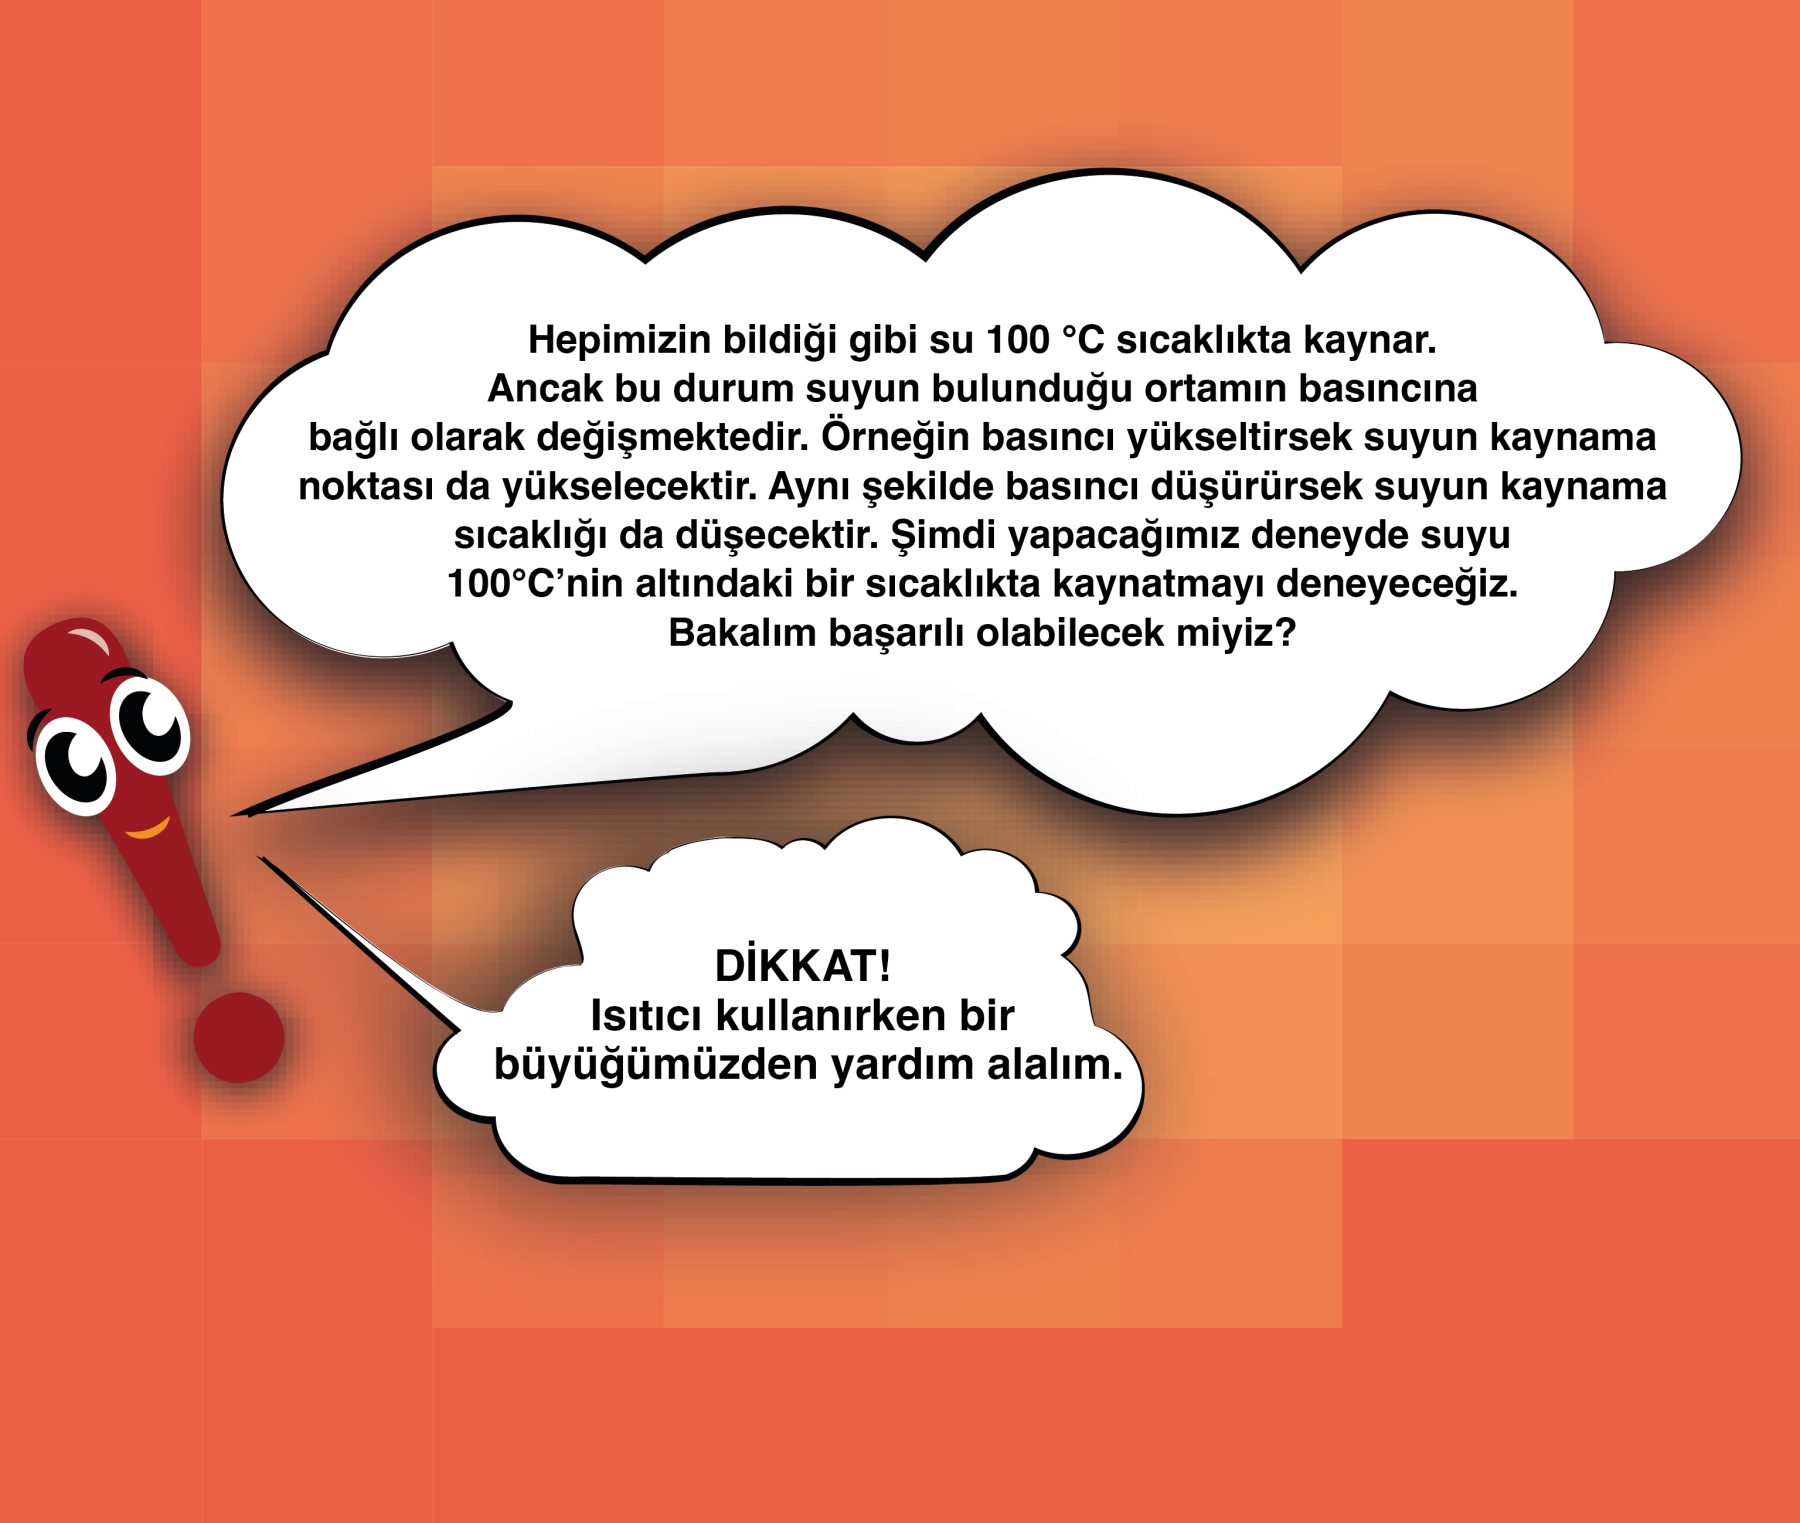 Hepimizin bildiği gibi su 100 °C sıcaklıkta kaynar.
Ancak bu durum suyun bulunduğu ortamın basıncına
bağlı olarak değişmektedir. Örneğin basıncı yükseltirsek suyun kaynama
noktası da yükselecektir. Aynı şekilde basıncı düşürürsek suyun kaynama
sıcaklığı da düşecektir. Şimdi yapacağımız deneyde suyu
100°C’nin altındaki bir sıcaklıkta kaynatmayı deneyeceğiz.
Bakalım başarılı olabilecek miyiz?
DİKKAT!
Isıtıcı kullanırken bir
büyüğümüzden yardım alalım.